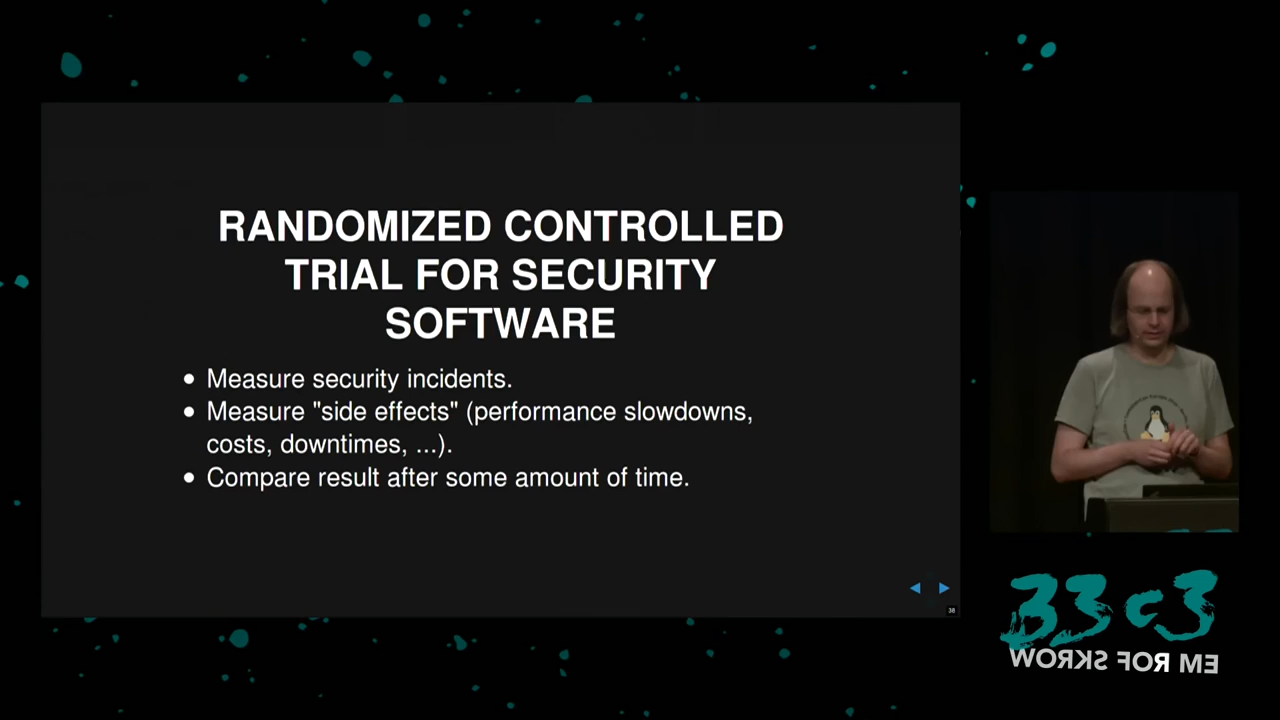 RANDOMIZED CONTROLLED
TRIAL FOR SECURITY
SOFTWARE
Measure security incidents.
Measure "side effects" (performance slowdowns,
costs, downtimes, ...).
Compare result after some amount of time.
36
33c3
WORKS FOR ME